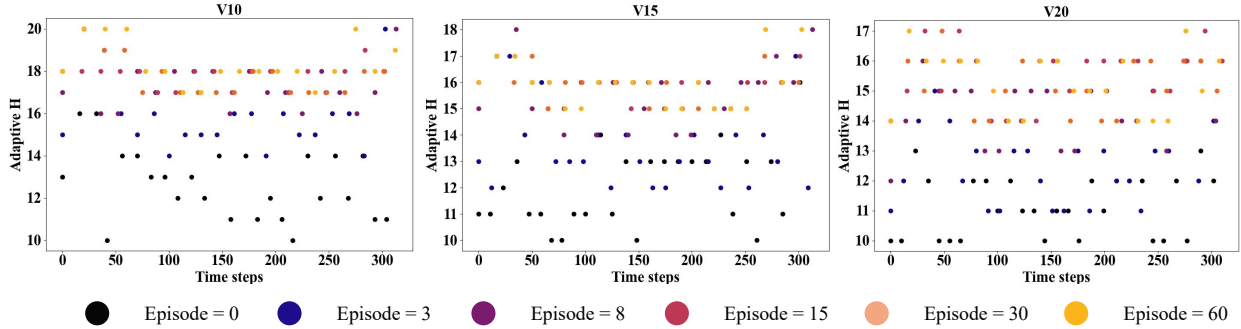 V10
20
18
16
14
12
10
Adaptive H
0 50 100 150 200 250 300
Time steps
V15
18
17
16
15
14
13
12
11
10
Adaptive H
0 50 100 150 200 250 300
Time steps
V20
17
16
15
14
13
12
11
10
Adaptive H
0 50 100 150 200 250 300
Time steps
Episode = 0 Episode = 3 Episode = 8 Episode = 15 Episode = 30 Episode = 60